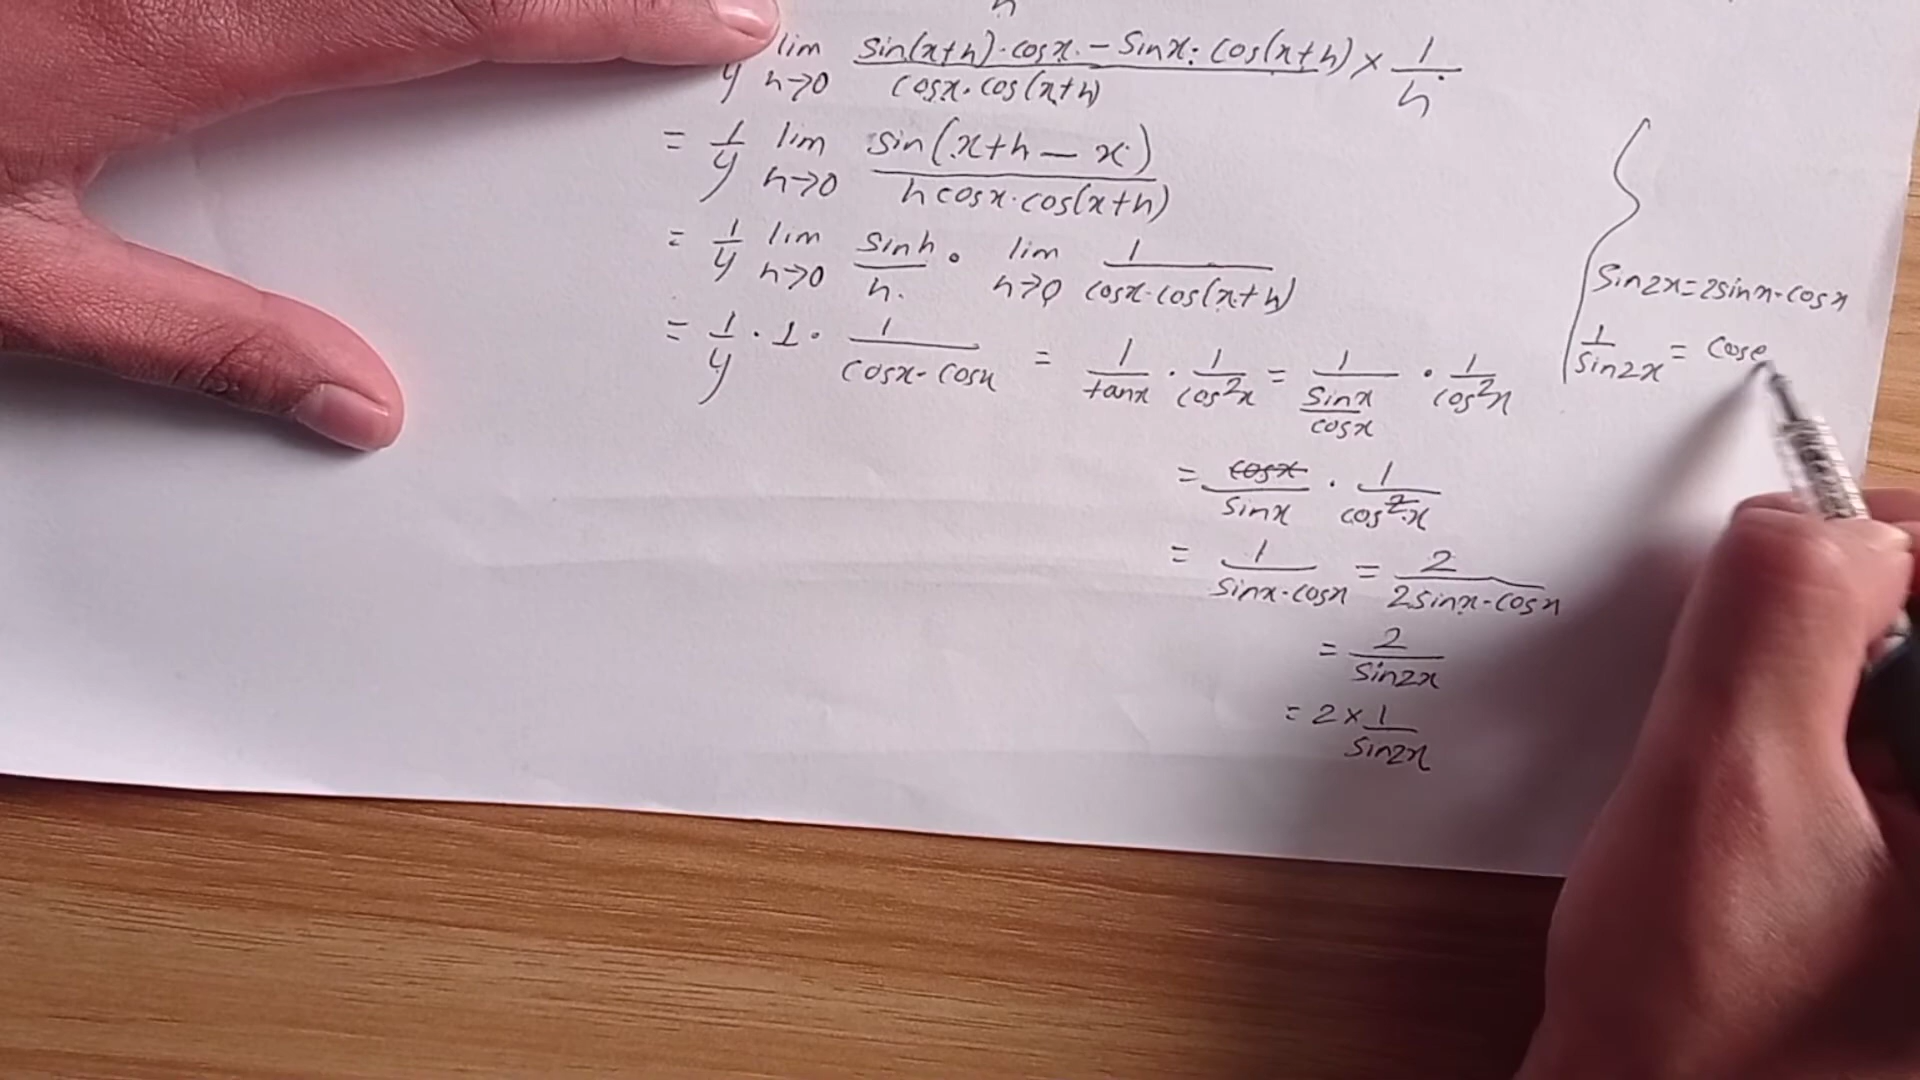 h
1/y lim h→0 sin(x+h)·cosx - sinx·cos(x+h) / cosx·cos(x+h) × 1/h
= 1/y lim h→0 sin(x+h-x) / hcosx·cos(x+h)
= 1/y lim h→0 sinh/h · lim h→0 1/cosx·cos(x+h)
= 1/y · 1 · 1/cosx·cosx = 1/tanx · 1/cos²x = 1/(sinx/cosx) · 1/cos²x
= cosx/sinx · 1/cos²x
= 1/sinx·cosx = 2/2sinx·cosx
= 2/sin2x
= 2 × 1/sin2x
sin2x=2sinx·cosx
1/sin2x = cose